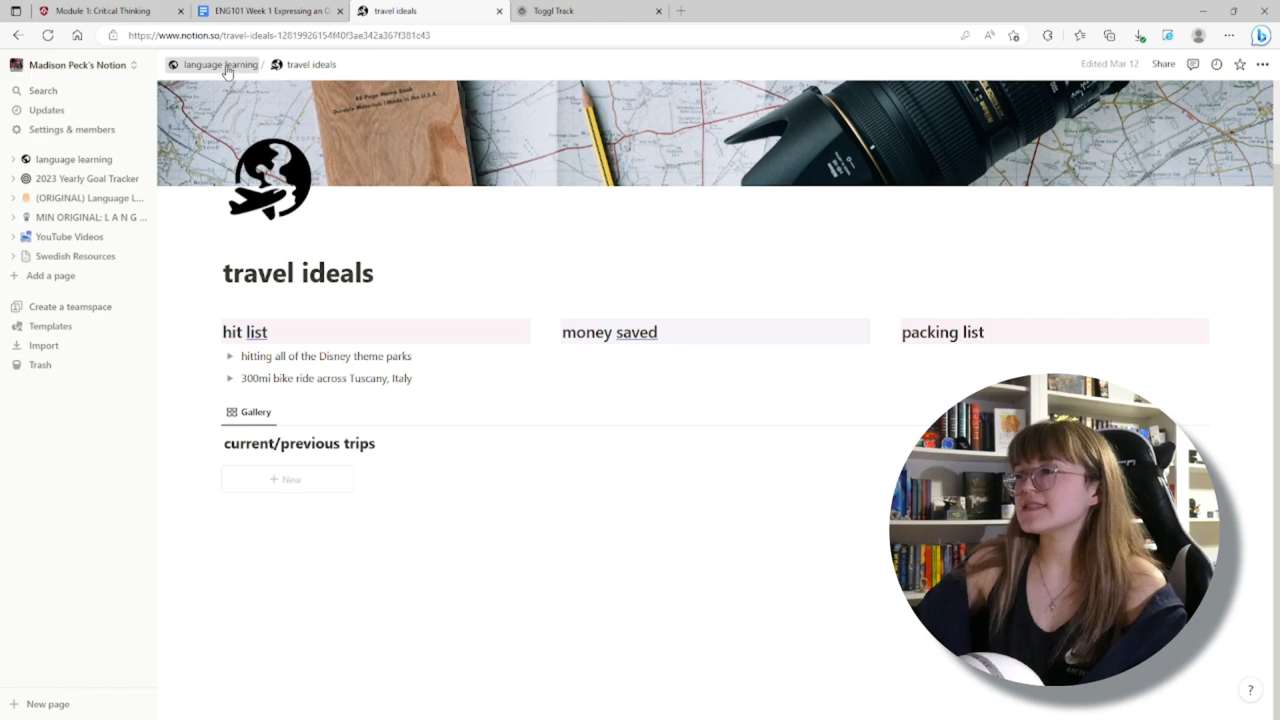 Module 1: Critical Thinking
ENG101 Week 1 Expressing an O
travel ideals
Toggl Track
https://www.notion.so/travel-ideals-12819926154f40f3ae342a367f381c43
Madison Peck's Notion
language learning / travel ideals
Edited Mar 12
Share
Search
Updates
Settings & members
language learning
2023 Yearly Goal Tracker
(ORIGINAL) Language L...
MIN ORIGINAL: L A N G ...
YouTube Videos
Swedish Resources
Add a page
Create a teamspace
Templates
Import
Trash
New page
travel ideals
hit list
hitting all of the Disney theme parks
300mi bike ride across Tuscany, Italy
money saved
packing list
Gallery
current/previous trips
+ New
?